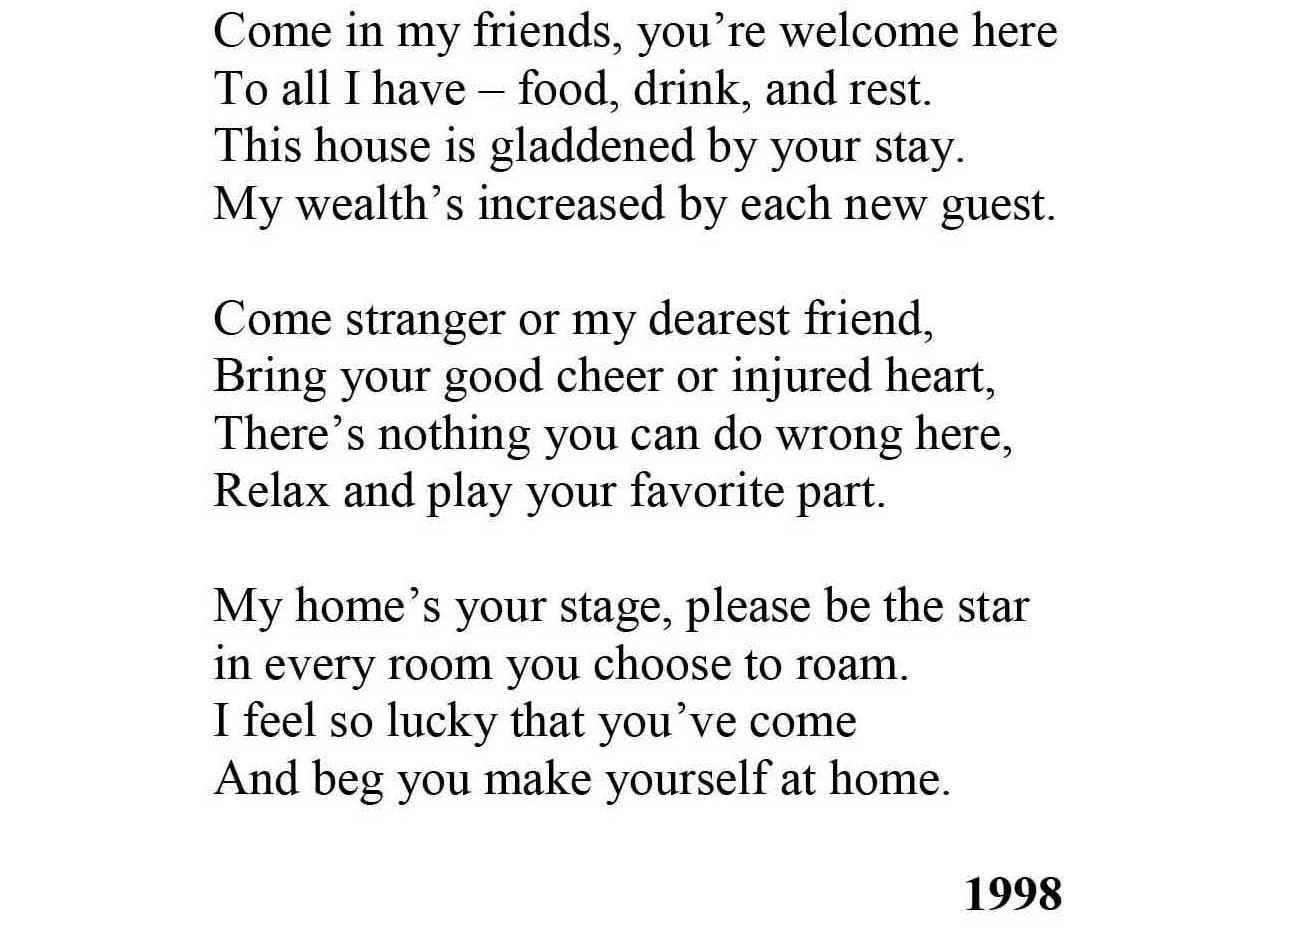 Come in my friends, you’re welcome here
To all I have – food, drink, and rest.
This house is gladdened by your stay.
My wealth’s increased by each new guest.
Come stranger or my dearest friend,
Bring your good cheer or injured heart,
There’s nothing you can do wrong here,
Relax and play your favorite part.
My home’s your stage, please be the star
in every room you choose to roam.
I feel so lucky that you’ve come
And beg you make yourself at home.
1998